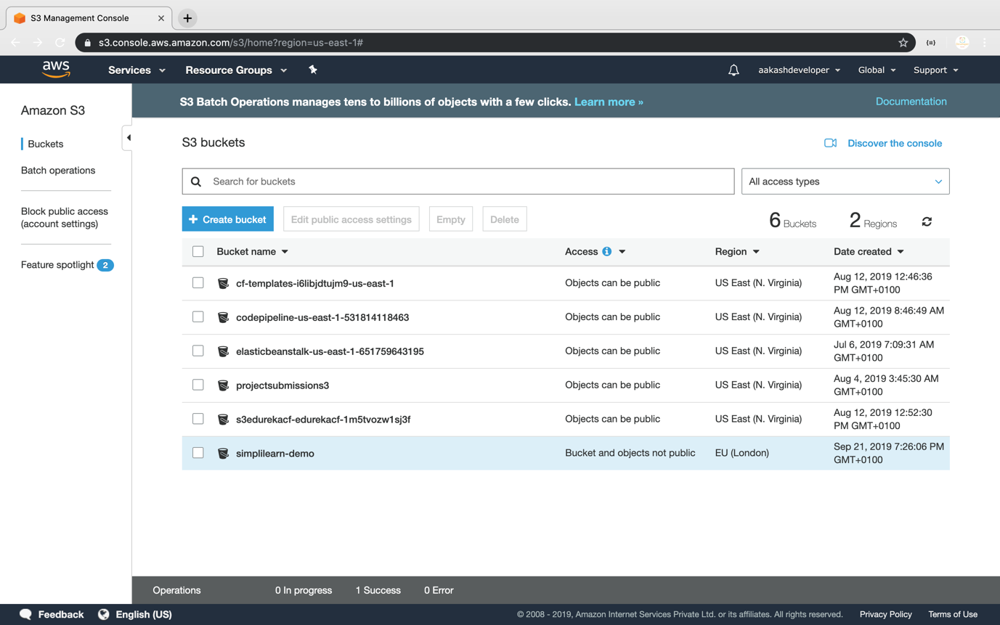 S3 Management Console
s3.console.aws.amazon.com/s3/home?region=us-east-1#
aws
Services
Resource Groups
aakashdeveloper
Global
Support
Amazon S3
Buckets
Batch operations
Block public access
(account settings)
Feature spotlight 2
S3 Batch Operations manages tens to billions of objects with a few clicks. Learn more »
Documentation
S3 buckets
Discover the console
Search for buckets
All access types
Create bucket
Edit public access settings
Empty
Delete
6 Buckets
2 Regions
Bucket name
Access
Region
Date created
cf-templates-i6libjdtujm9-us-east-1
Objects can be public
US East (N. Virginia)
Aug 12, 2019 12:46:36
PM GMT+0100
codepipeline-us-east-1-531814118463
Objects can be public
US East (N. Virginia)
Aug 12, 2019 8:46:49 AM
GMT+0100
elasticbeanstalk-us-east-1-651759643195
Objects can be public
US East (N. Virginia)
Jul 6, 2019 7:09:31 AM
GMT+0100
projectsubmissions3
Objects can be public
US East (N. Virginia)
Aug 4, 2019 3:45:30 AM
GMT+0100
s3edurekacf-edurekacf-1m5tvozw1sj3f
Objects can be public
US East (N. Virginia)
Aug 12, 2019 12:52:30
PM GMT+0100
simplilearn-demo
Bucket and objects not public
EU (London)
Sep 21, 2019 7:26:06 PM
GMT+0100
Operations
0 In progress
1 Success
0 Error
Feedback
English (US)
© 2008 - 2019, Amazon Internet Services Private Ltd. or its affiliates. All rights reserved.
Privacy Policy
Terms of Use